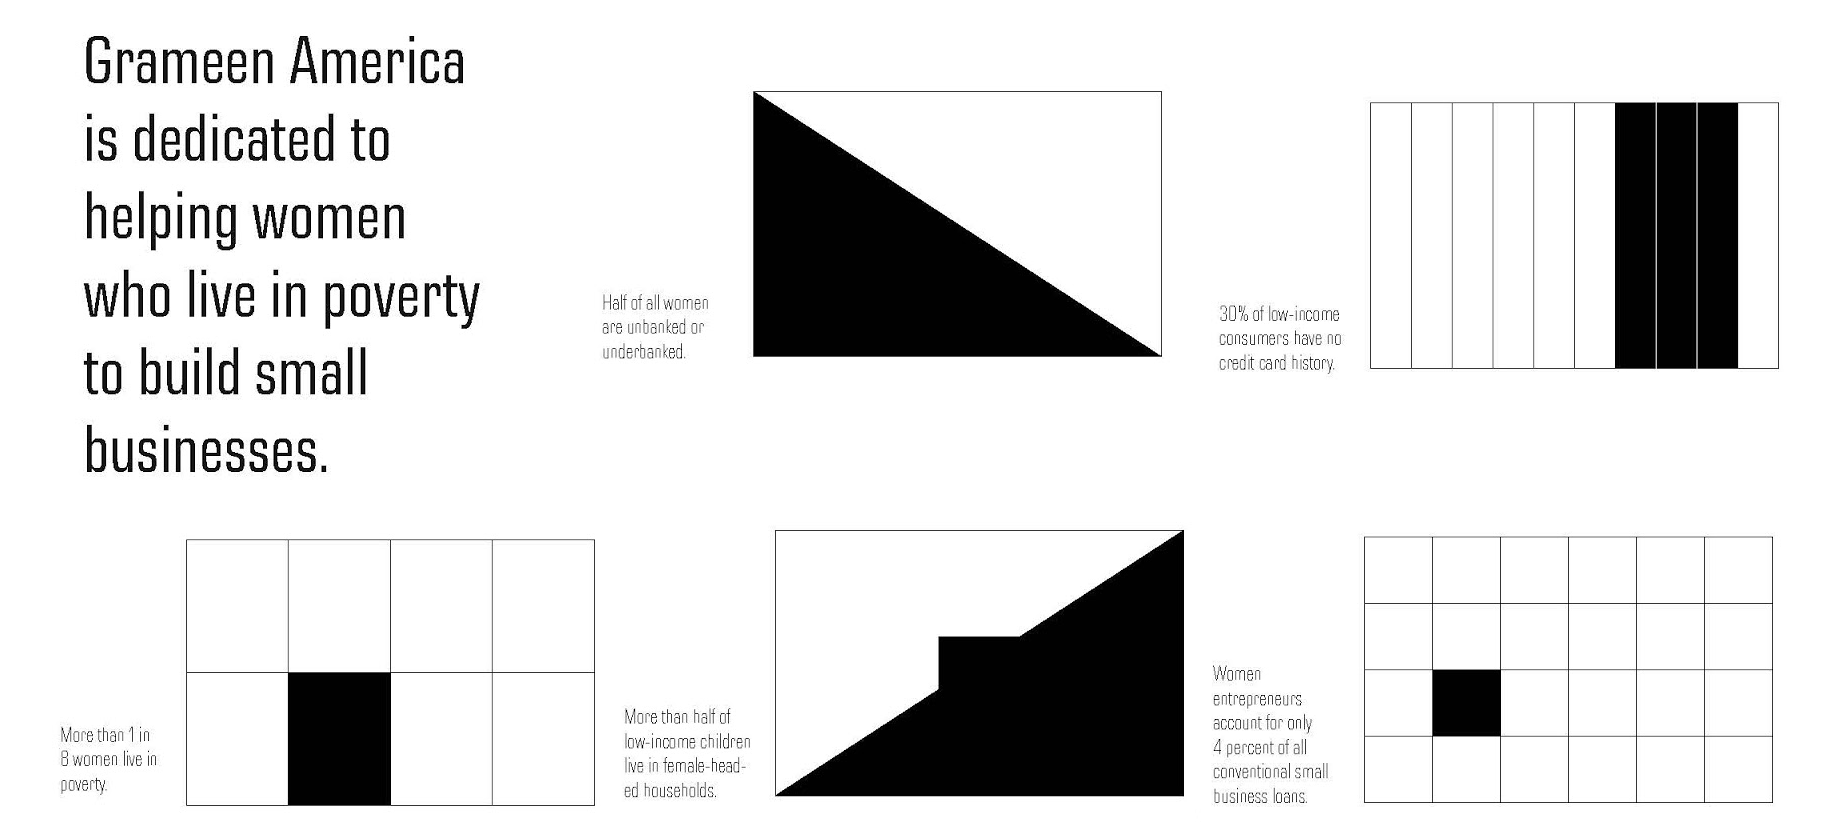 Grameen America
is dedicated to
helping women
who live in poverty
to build small
businesses.
Half of all women
are unbanked or
underbanked.
30% of low-income
consumers have no
credit card history.
More than 1 in
8 women live in
poverty.
More than half of
low-income children
live in female-head-
ed households.
Women
entrepreneurs
account for only
4 percent of all
conventional small
business loans.